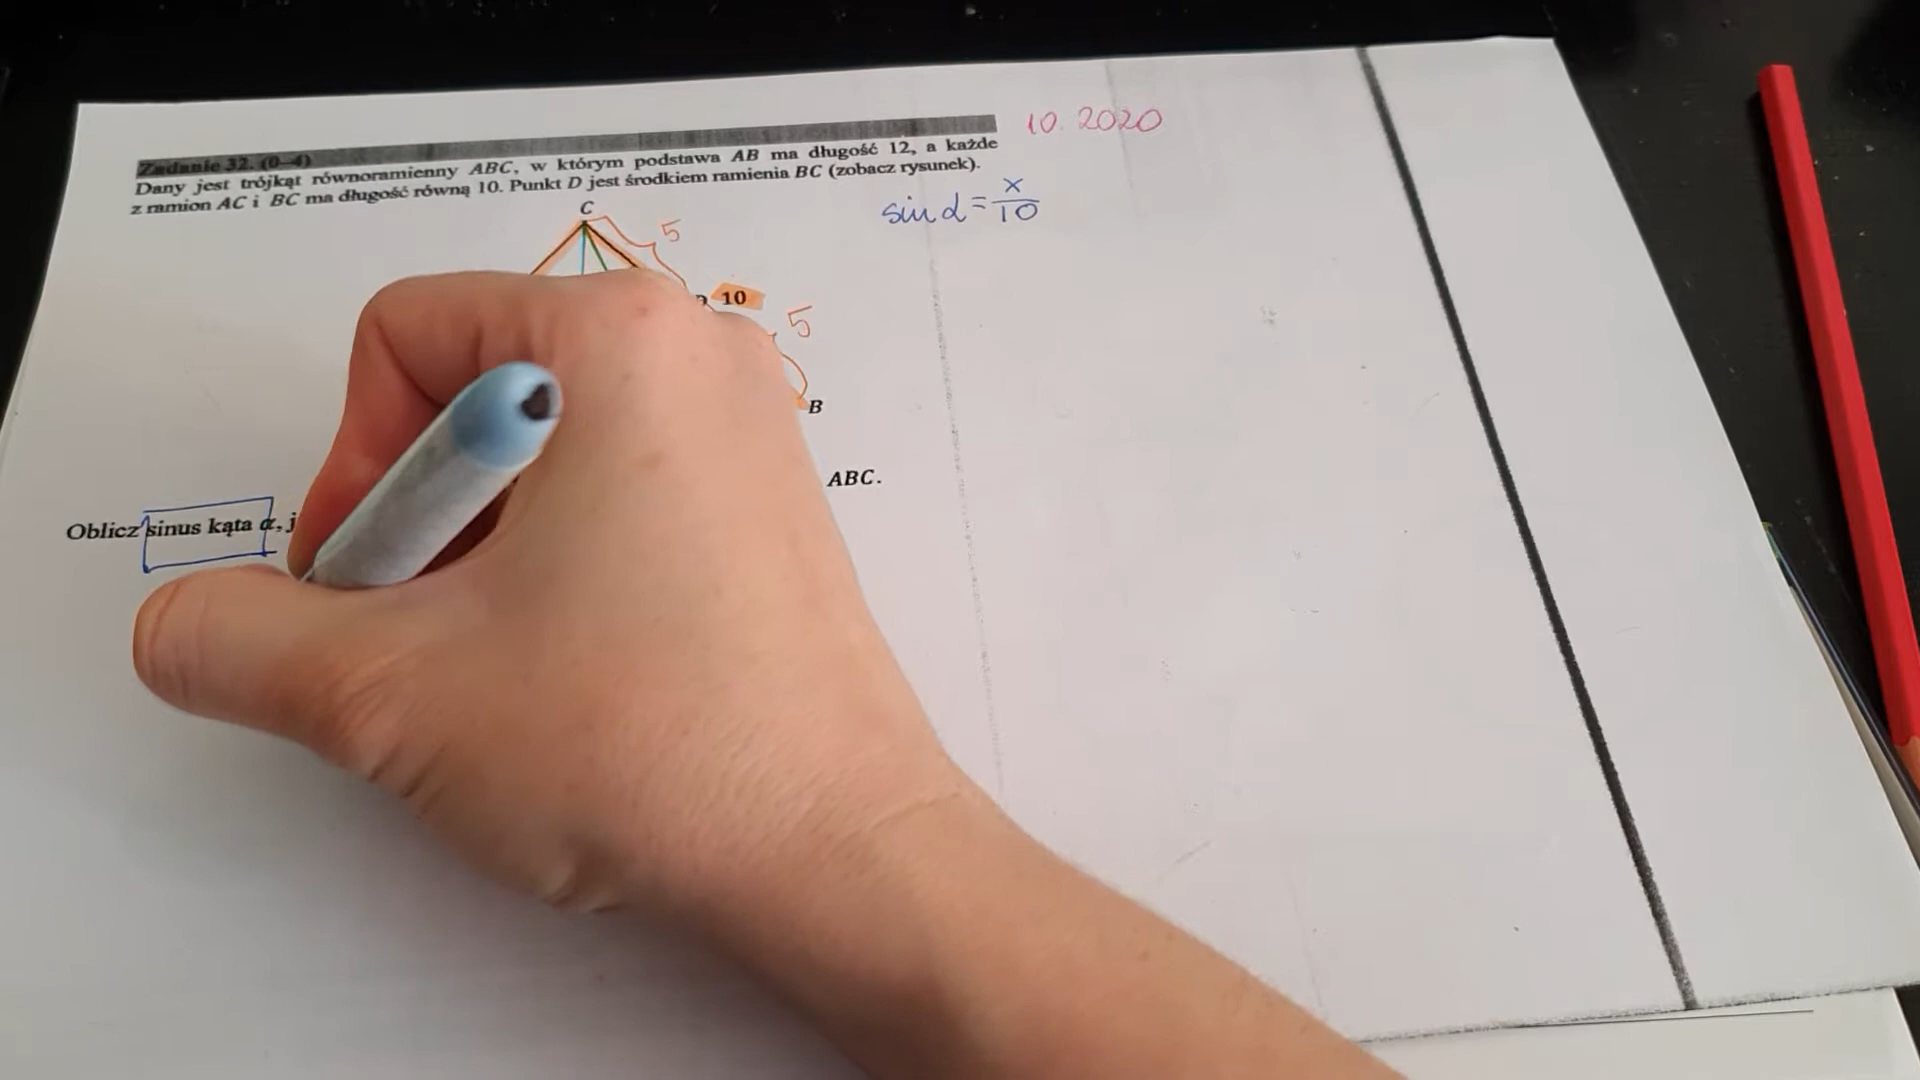 10.2020
Zadanie 32. (0–4)
Dany jest trójkąt równoramienny ABC, w którym podstawa AB ma długość 12, a każde
z ramion AC i BC ma długość równą 10. Punkt D jest środkiem ramienia BC (zobacz rysunek).
sin α = x/10
C
5
10
5
B
ABC.
Oblicz sinus kąta α, j